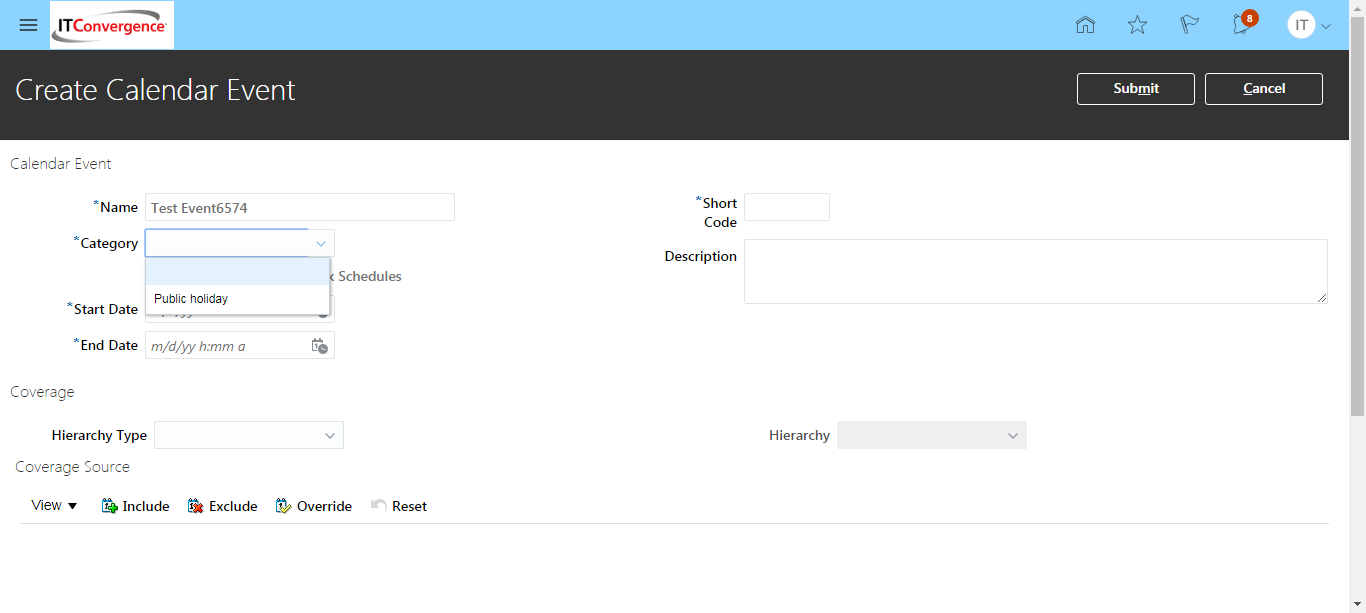 ITConvergence
8
IT
Create Calendar Event
Submit
Cancel
Calendar Event
*Name
Test Event6574
*Short
Code
*Category
Description
Schedules
Public holiday
*Start Date
*End Date
m/d/yy h:mm a
Coverage
Hierarchy Type
Hierarchy
Coverage Source
View
Include
Exclude
Override
Reset